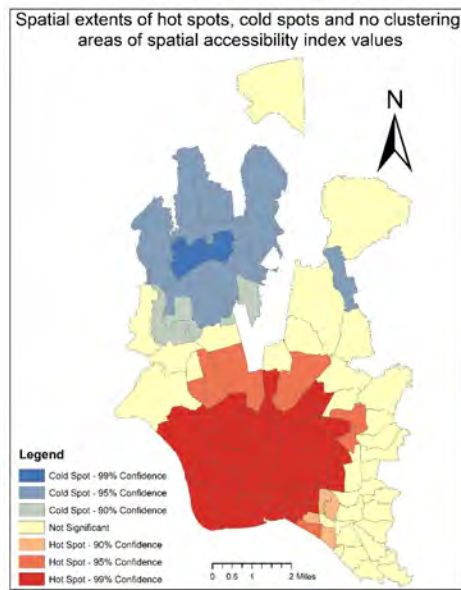 Spatial extents of hot spots, cold spots and no clustering
areas of spatial accessibility index values
N
Legend
Cold Spot - 99% Confidence
Cold Spot - 95% Confidence
Cold Spot - 90% Confidence
Not Significant
Hot Spot - 90% Confidence
Hot Spot - 95% Confidence
Hot Spot - 99% Confidence
0 0.5 1 2 Miles